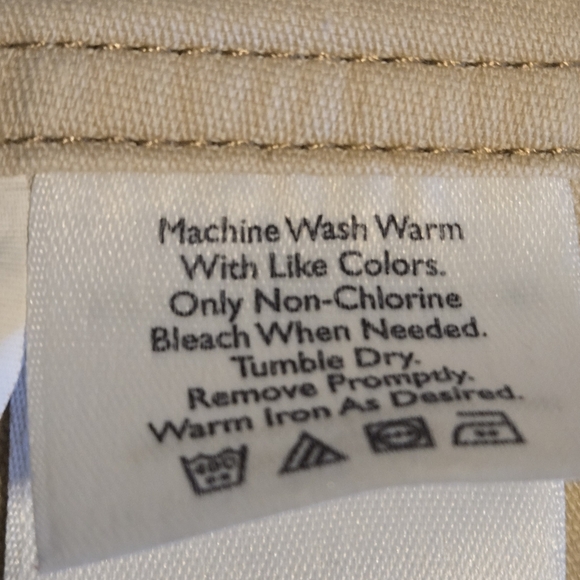 Machine Wash Warm
With Like Colors.
Only Non-Chlorine
Bleach When Needed.
Tumble Dry.
Remove Promptly.
Warm Iron As Desired.